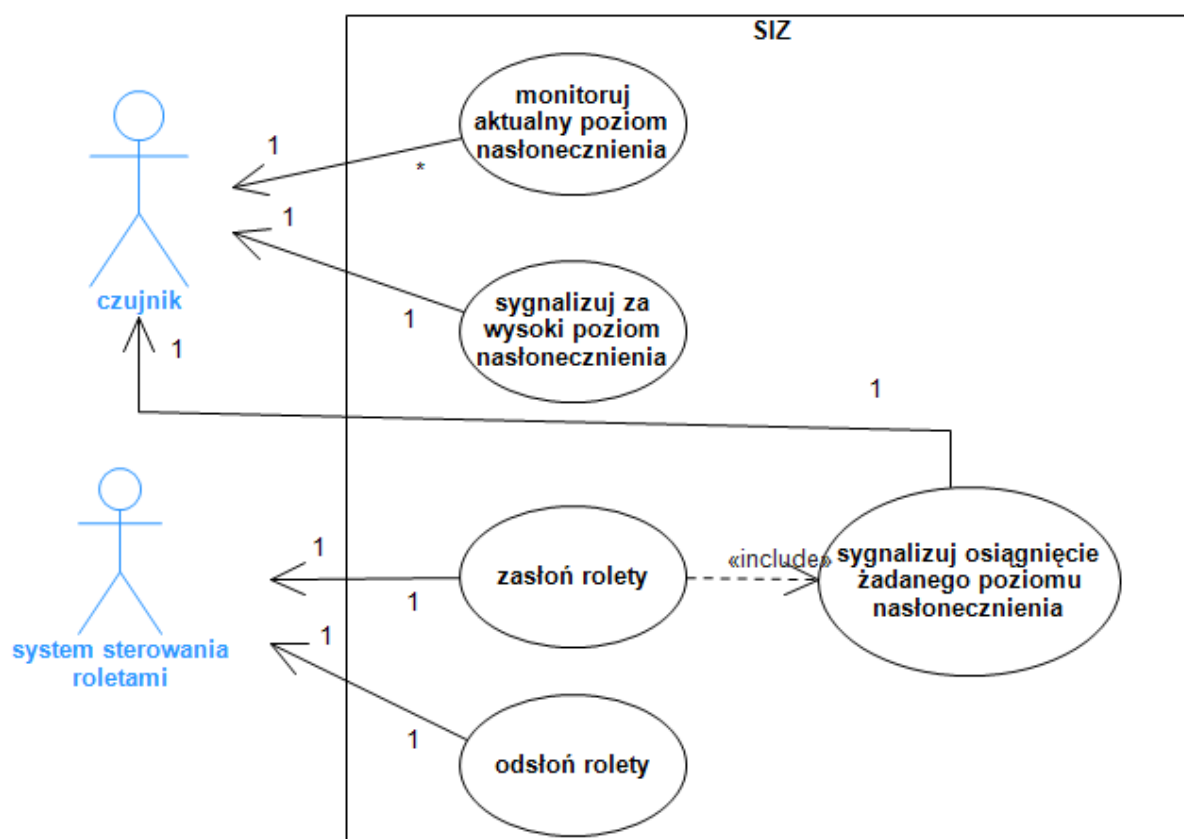 SIZ
monitoruj
aktualny poziom
nasłonecznienia
1
*
czujnik
1
sygnalizuj za
wysoki poziom
nasłonecznienia
1
1
1
system sterowania
roletami
1
zasłoń rolety
1
«include»
sygnalizuj osiągnięcie
żadanego poziomu
nasłonecznienia
1
odsłoń rolety
1